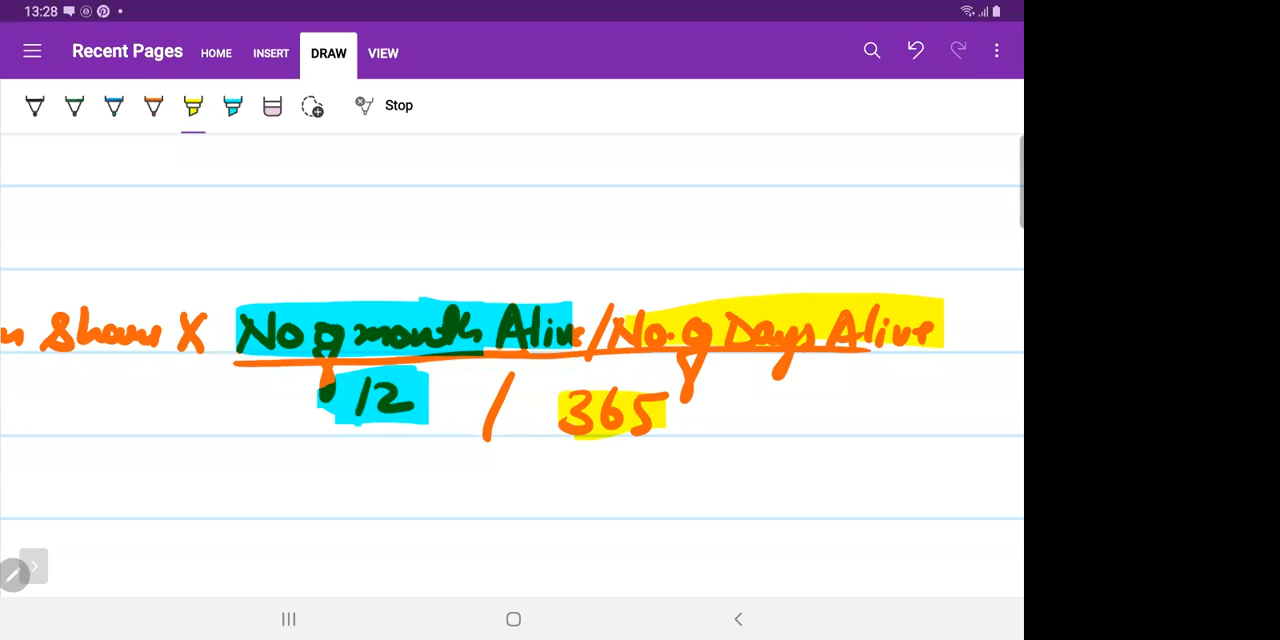 13:28
Recent Pages HOME INSERT DRAW VIEW
Stop
Share X No of month Alive / No. of Days Alive
12 / 365